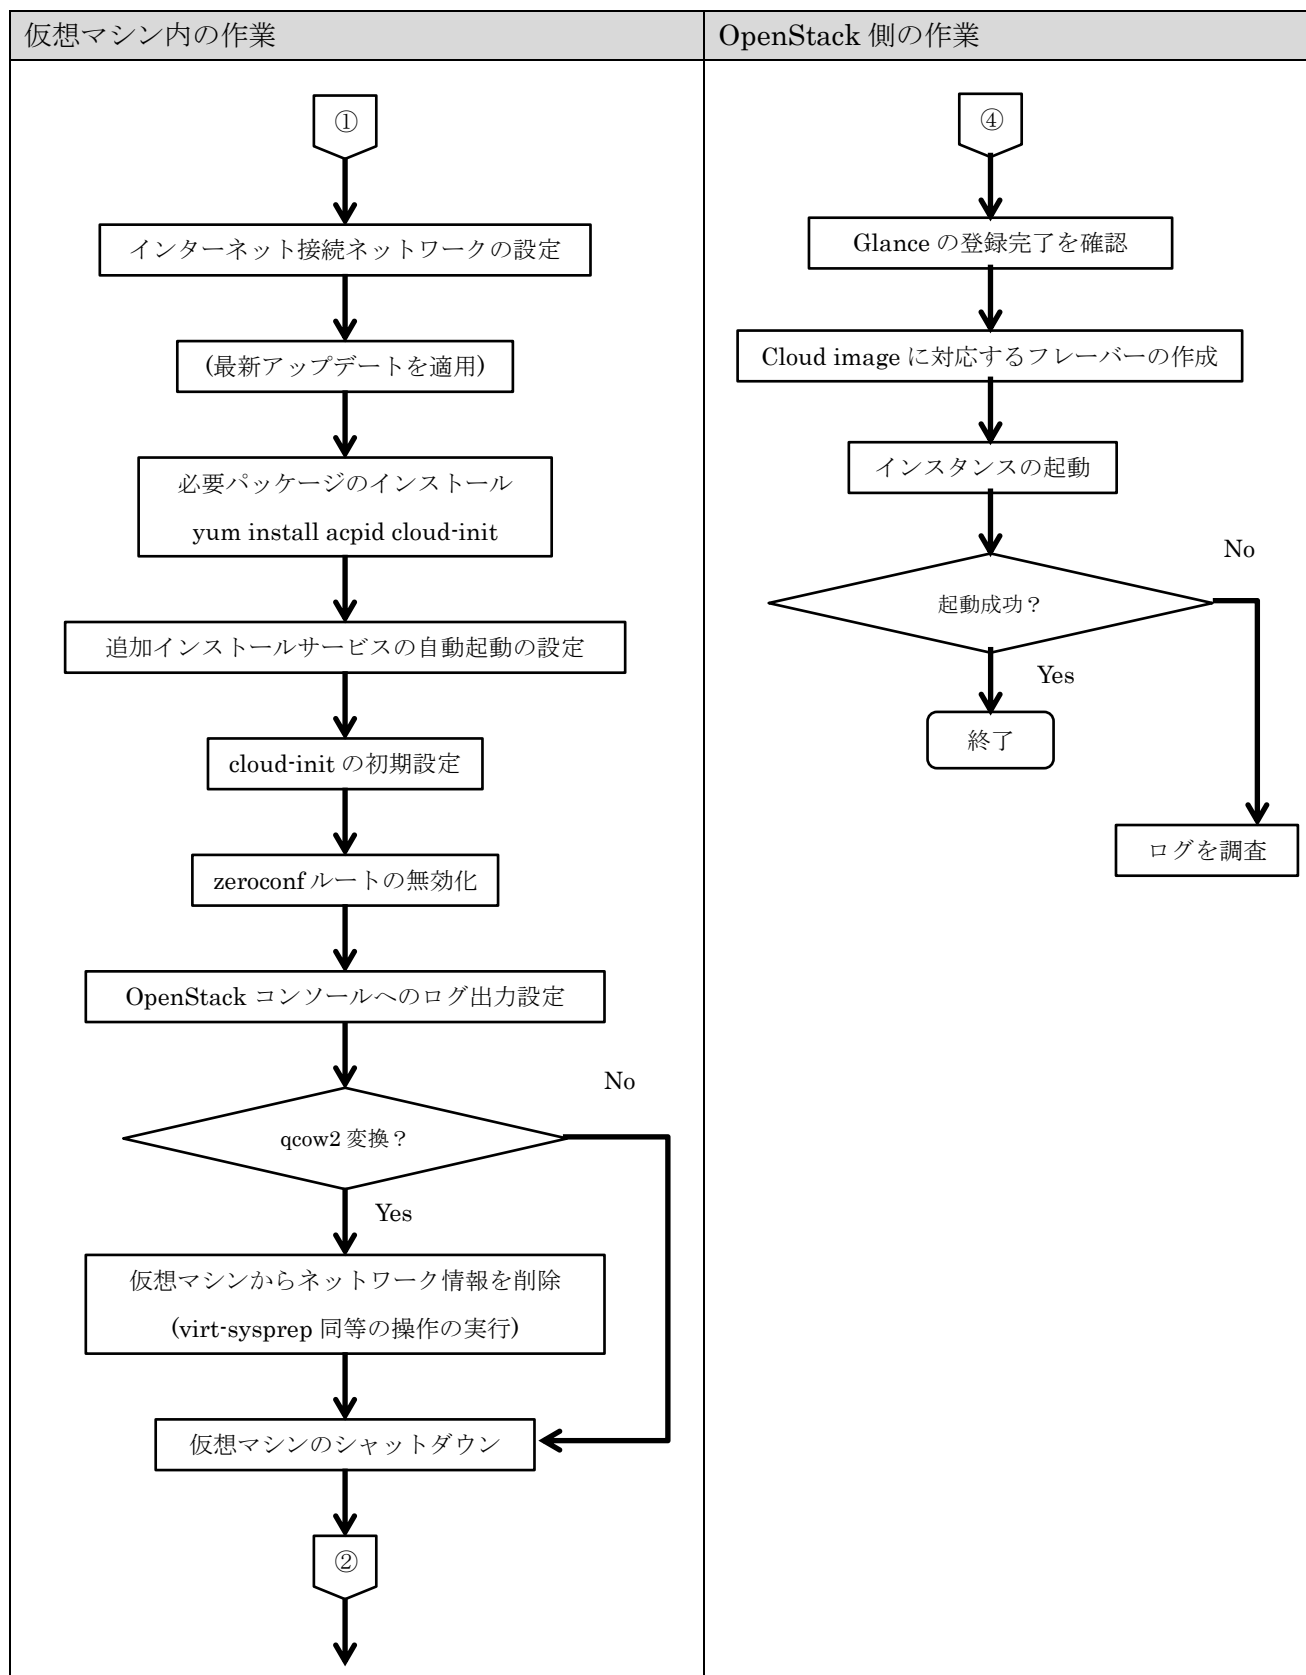 仮想マシン内の作業
①
インターネット接続ネットワークの設定
(最新アップデートを適用)
必要パッケージのインストール
yum install acpid cloud-init
追加インストールサービスの自動起動の設定
cloud-init の初期設定
zeroconf ルートの無効化
OpenStack コンソールへのログ出力設定
No
qcow2 変換？
Yes
仮想マシンからネットワーク情報を削除
(virt-sysprep 同等の操作の実行)
仮想マシンのシャットダウン
②
OpenStack 側の作業
④
Glance の登録完了を確認
Cloud image に対応するフレーバーの作成
インスタンスの起動
No
起動成功？
Yes
終了
ログを調査